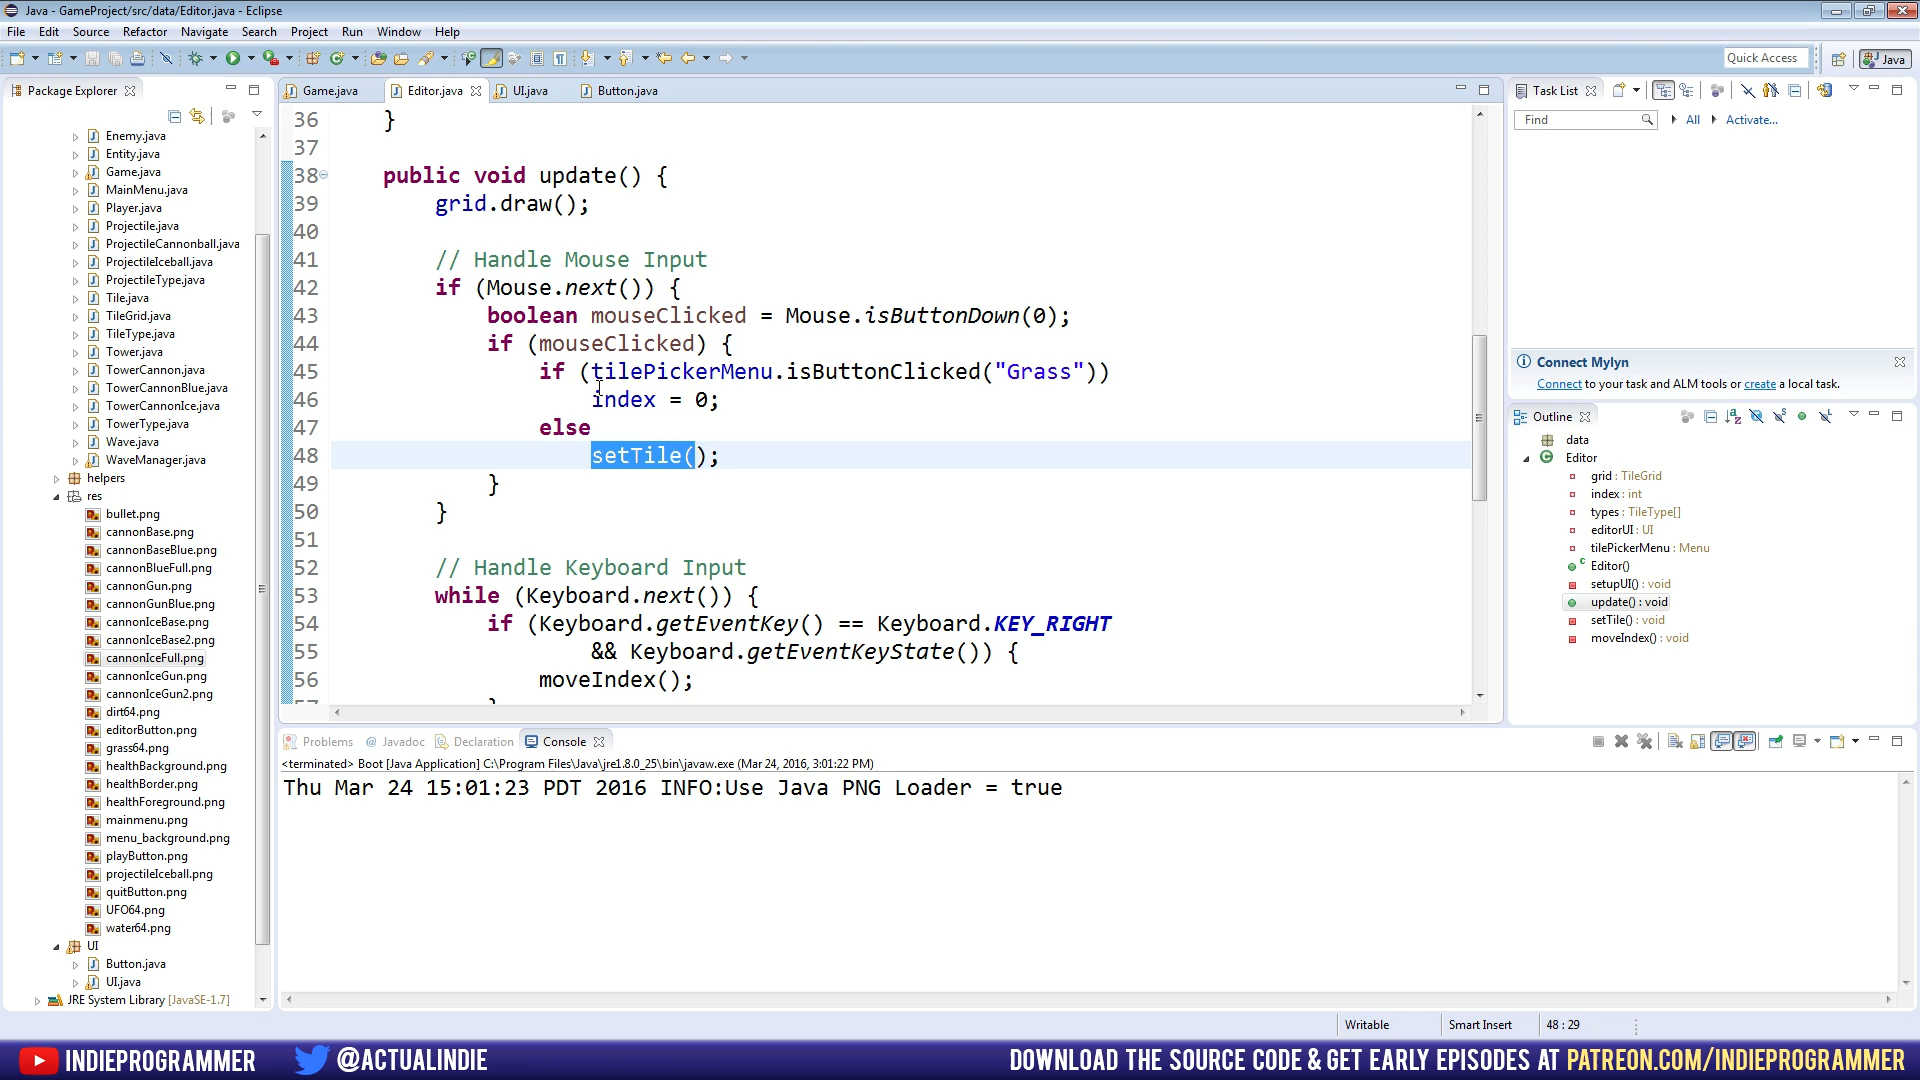 Java - GameProject/src/data/Editor.java - Eclipse
File Edit Source Refactor Navigate Search Project Run Window Help
Quick Access
Java
Package Explorer
Enemy.java
Entity.java
Game.java
MainMenu.java
Player.java
Projectile.java
ProjectileCannonball.java
ProjectileIceball.java
ProjectileType.java
Tile.java
TileGrid.java
TileType.java
Tower.java
TowerCannon.java
TowerCannonBlue.java
TowerCannonIce.java
TowerType.java
Wave.java
WaveManager.java
helpers
res
bullet.png
cannonBase.png
cannonBaseBlue.png
cannonBlueFull.png
cannonGun.png
cannonGunBlue.png
cannonIceBase.png
cannonIceBase2.png
cannonIceFull.png
cannonIceGun.png
cannonIceGun2.png
dirt64.png
editorButton.png
grass64.png
healthBackground.png
healthBorder.png
healthForeground.png
mainmenu.png
menu_background.png
playButton.png
projectileIceball.png
quitButton.png
UFO64.png
water64.png
UI
Button.java
UI.java
JRE System Library [JavaSE-1.7]
Game.java Editor.java UI.java Button.java
36 }
37
38 public void update() {
39 grid.draw();
40
41 // Handle Mouse Input
42 if (Mouse.next()) {
43 boolean mouseClicked = Mouse.isButtonDown(0);
44 if (mouseClicked) {
45 if (tilePickerMenu.isButtonClicked("Grass"))
46 index = 0;
47 else
48 setTile();
49 }
50 }
51
52 // Handle Keyboard Input
53 while (Keyboard.next()) {
54 if (Keyboard.getEventKey() == Keyboard.KEY_RIGHT
55 && Keyboard.getEventKeyState()) {
56 moveIndex();
Task List
Find All Activate...
Connect Mylyn
Connect to your task and ALM tools or create a local task.
Outline
data
Editor
grid : TileGrid
index : int
types : TileType[]
editorUI : UI
tilePickerMenu : Menu
Editor()
setupUI() : void
update() : void
setTile() : void
moveIndex() : void
Problems @ Javadoc Declaration Console
<terminated> Boot [Java Application] C:\Program Files\Java\jre1.8.0_25\bin\javaw.exe (Mar 24, 2016, 3:01:22 PM)
Thu Mar 24 15:01:23 PDT 2016 INFO:Use Java PNG Loader = true
Writable Smart Insert 48 : 29
INDIEPROGRAMMER @ACTUALINDIE DOWNLOAD THE SOURCE CODE & GET EARLY EPISODES AT PATREON.COM/INDIEPROGRAMMER